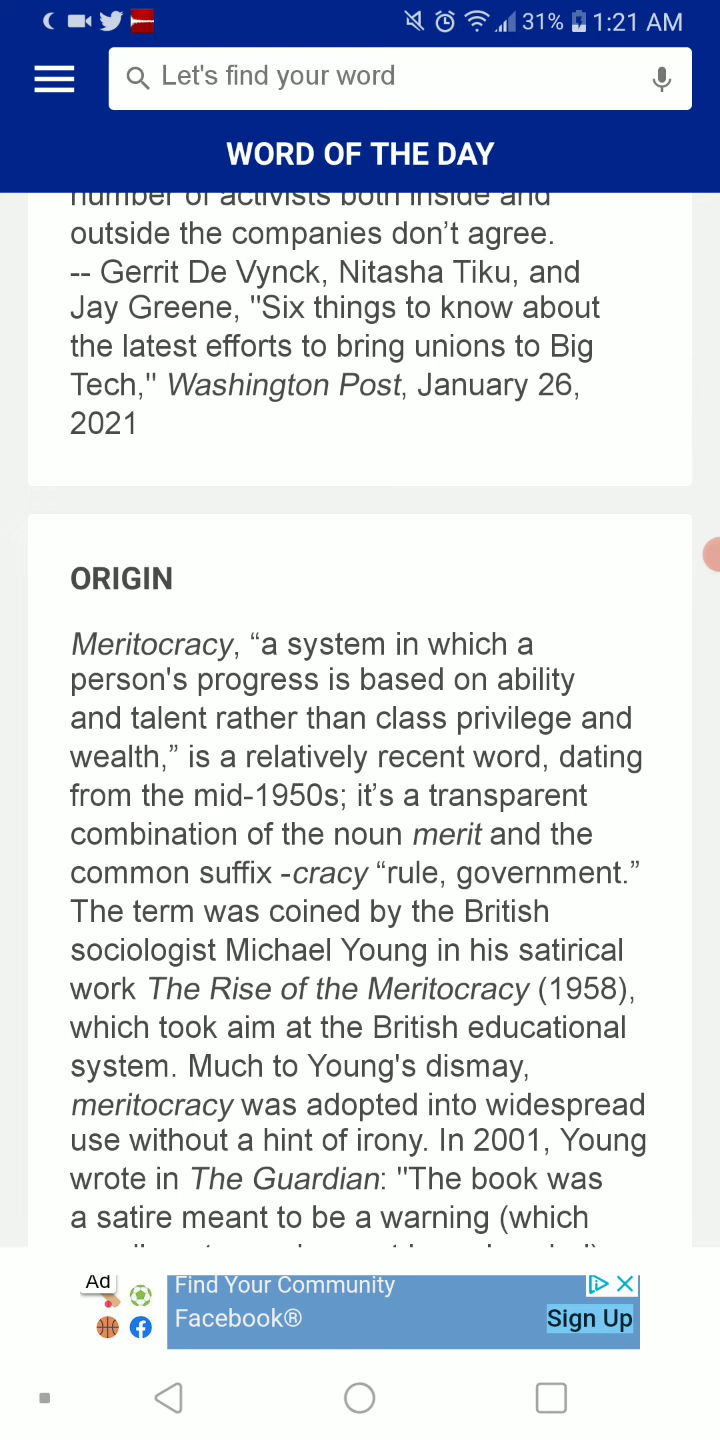 31% 1:21 AM
Let's find your word
WORD OF THE DAY
number of activists both inside and
outside the companies don’t agree.
-- Gerrit De Vynck, Nitasha Tiku, and
Jay Greene, "Six things to know about
the latest efforts to bring unions to Big
Tech," Washington Post, January 26,
2021
ORIGIN
Meritocracy, “a system in which a
person's progress is based on ability
and talent rather than class privilege and
wealth,” is a relatively recent word, dating
from the mid-1950s; it’s a transparent
combination of the noun merit and the
common suffix -cracy “rule, government.”
The term was coined by the British
sociologist Michael Young in his satirical
work The Rise of the Meritocracy (1958),
which took aim at the British educational
system. Much to Young's dismay,
meritocracy was adopted into widespread
use without a hint of irony. In 2001, Young
wrote in The Guardian: "The book was
a satire meant to be a warning (which
Ad
Find Your Community
Facebook®
Sign Up